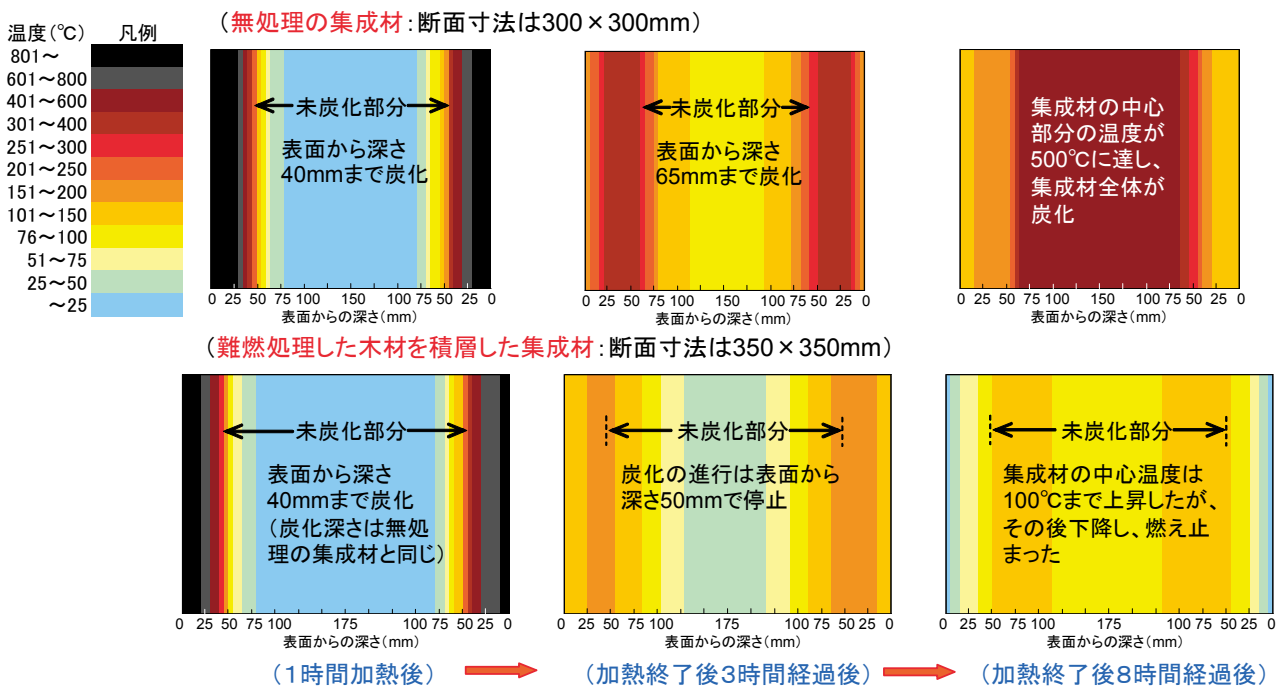 (無処理の集成材:断面寸法は300×300mm)
温度(℃) 凡例
801~
601~800
401~600
301~400
251~300
201~250
151~200
101~150
76~100
51~75
25~50
~25
未炭化部分
表面から深さ
40mmまで炭化
0 25 50 75 100 150 100 75 50 25 0
表面からの深さ(mm)
未炭化部分
表面から深さ
65mmまで炭化
0 25 50 75 100 150 100 75 50 25 0
表面からの深さ(mm)
集成材の中心
部分の温度が
500℃に達し、
集成材全体が
炭化
0 25 50 75 100 150 100 75 50 25 0
表面からの深さ(mm)
(難燃処理した木材を積層した集成材:断面寸法は350×350mm)
未炭化部分
表面から深さ
40mmまで炭化
(炭化深さは無処
理の集成材と同じ)
0 25 50 75 100 175 100 75 50 25 0
表面からの深さ(mm)
(1時間加熱後)
未炭化部分
炭化の進行は表面から
深さ50mmで停止
0 25 50 75 100 175 100 75 50 25 0
表面からの深さ(mm)
(加熱終了後3時間経過後)
未炭化部分
集成材の中心温度は
100℃まで上昇したが、
その後下降し、燃え止
まった
0 25 50 75 100 175 100 75 50 25 0
表面からの深さ(mm)
(加熱終了後8時間経過後)